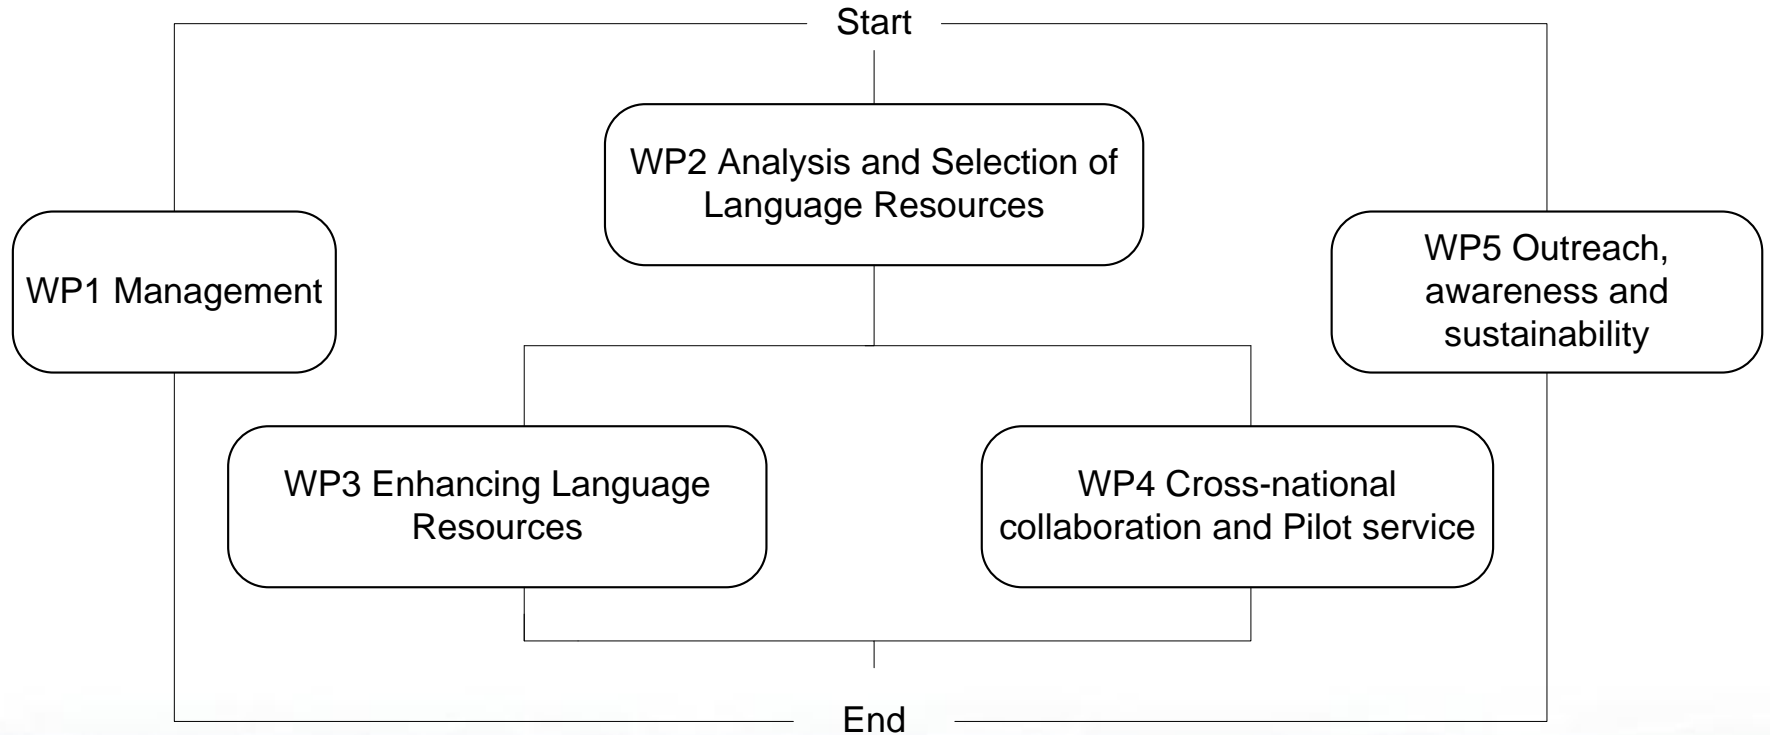 Start
WP2 Analysis and Selection of
Language Resources
WP1 Management
WP5 Outreach,
awareness and
sustainability
WP3 Enhancing Language
Resources
WP4 Cross-national
collaboration and Pilot service
End